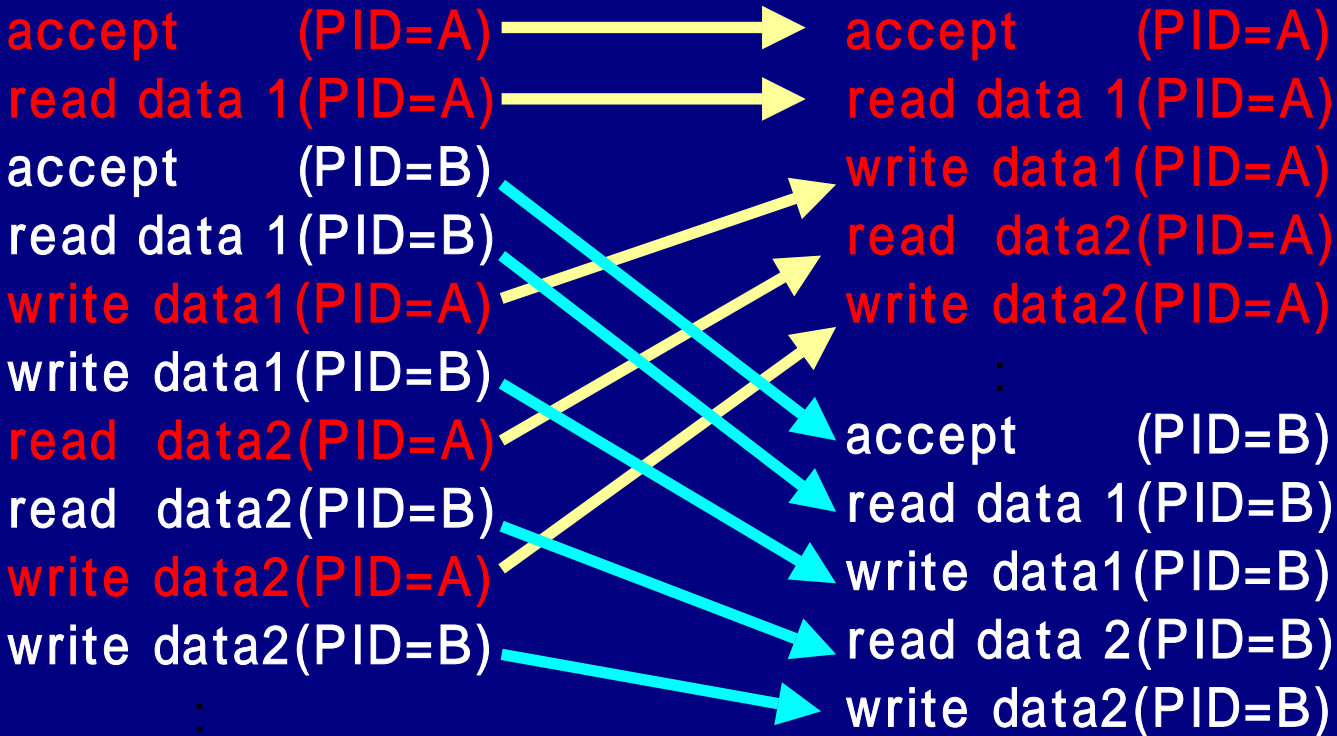 accept (PID=A)
read data 1(PID=A)
accept (PID=B)
read data 1(PID=B)
write data1(PID=A)
write data1(PID=B)
read data2(PID=A)
read data2(PID=B)
write data2(PID=A)
write data2(PID=B)
:
accept (PID=A)
read data 1(PID=A)
write data1(PID=A)
read data2(PID=A)
write data2(PID=A)
:
accept (PID=B)
read data 1(PID=B)
write data1(PID=B)
read data 2(PID=B)
write data2(PID=B)